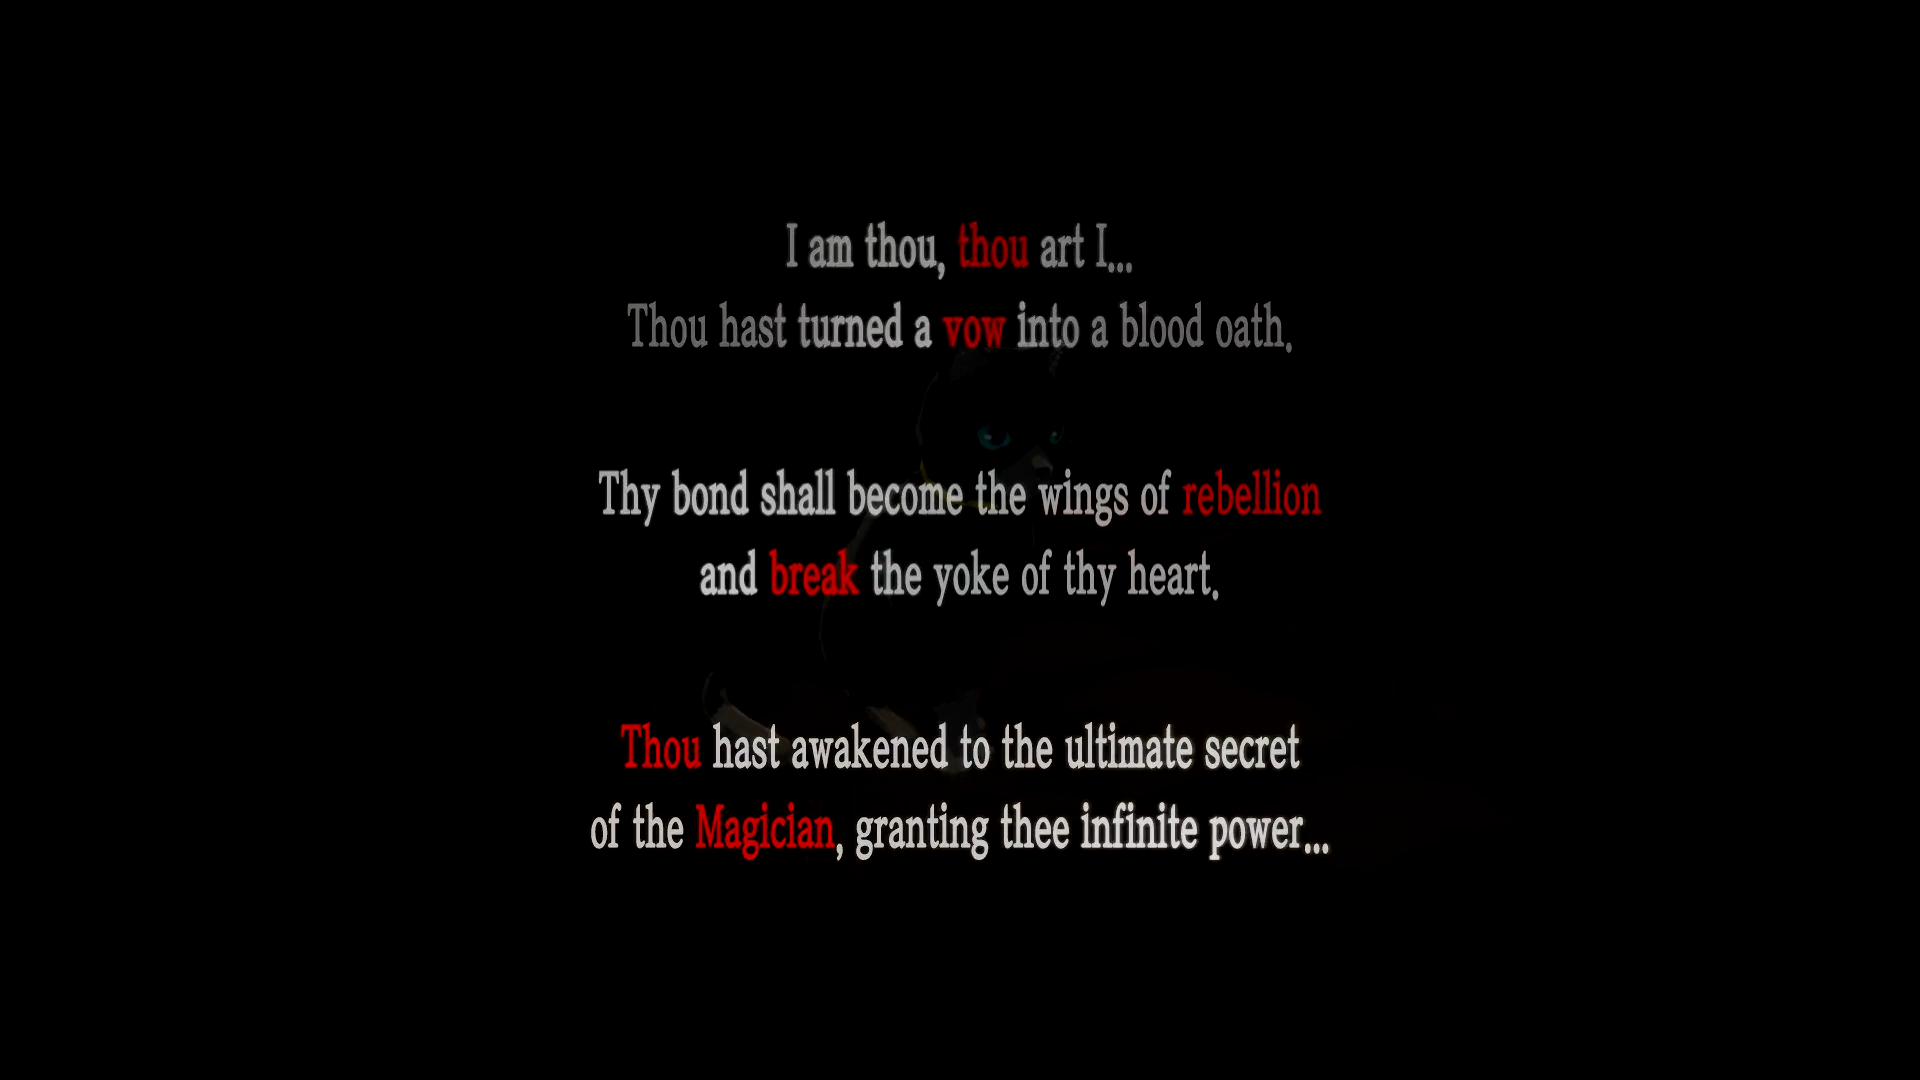 I am thou, thou art I...
Thou hast turned a vow into a blood oath.
Thy bond shall become the wings of rebellion
and break the yoke of thy heart.
Thou hast awakened to the ultimate secret
of the Magician, granting thee infinite power...